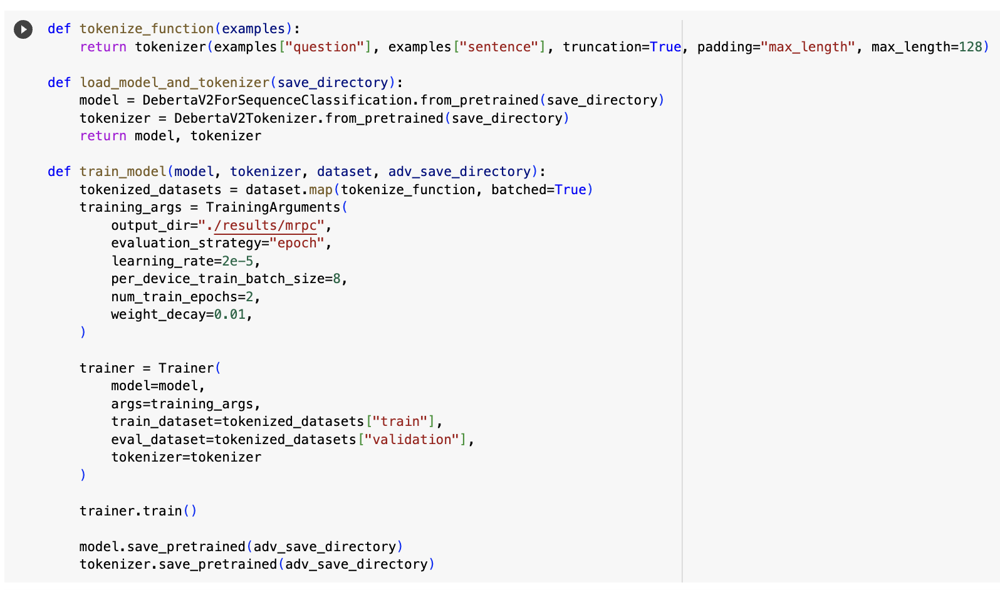 def tokenize_function(examples):
    return tokenizer(examples["question"], examples["sentence"], truncation=True, padding="max_length", max_length=128)

def load_model_and_tokenizer(save_directory):
    model = DebertaV2ForSequenceClassification.from_pretrained(save_directory)
    tokenizer = DebertaV2Tokenizer.from_pretrained(save_directory)
    return model, tokenizer

def train_model(model, tokenizer, dataset, adv_save_directory):
    tokenized_datasets = dataset.map(tokenize_function, batched=True)
    training_args = TrainingArguments(
        output_dir="./results/mrpc",
        evaluation_strategy="epoch",
        learning_rate=2e-5,
        per_device_train_batch_size=8,
        num_train_epochs=2,
        weight_decay=0.01,
    )

    trainer = Trainer(
        model=model,
        args=training_args,
        train_dataset=tokenized_datasets["train"],
        eval_dataset=tokenized_datasets["validation"],
        tokenizer=tokenizer
    )

    trainer.train()

    model.save_pretrained(adv_save_directory)
    tokenizer.save_pretrained(adv_save_directory)